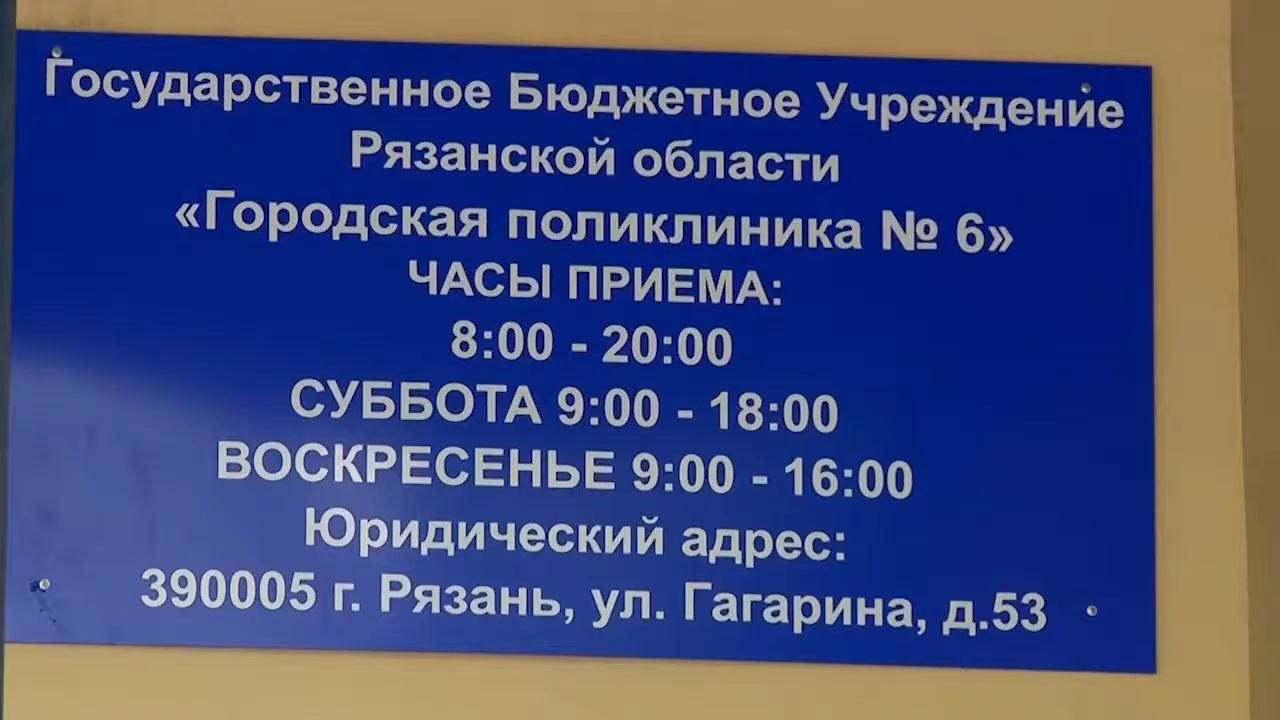 Государственное Бюджетное Учреждение
Рязанской области
«Городская поликлиника № 6»
ЧАСЫ ПРИЕМА:
8:00 - 20:00
СУББОТА 9:00 - 18:00
ВОСКРЕСЕНЬЕ 9:00 - 16:00
Юридический адрес:
390005 г. Рязань, ул. Гагарина, д.53